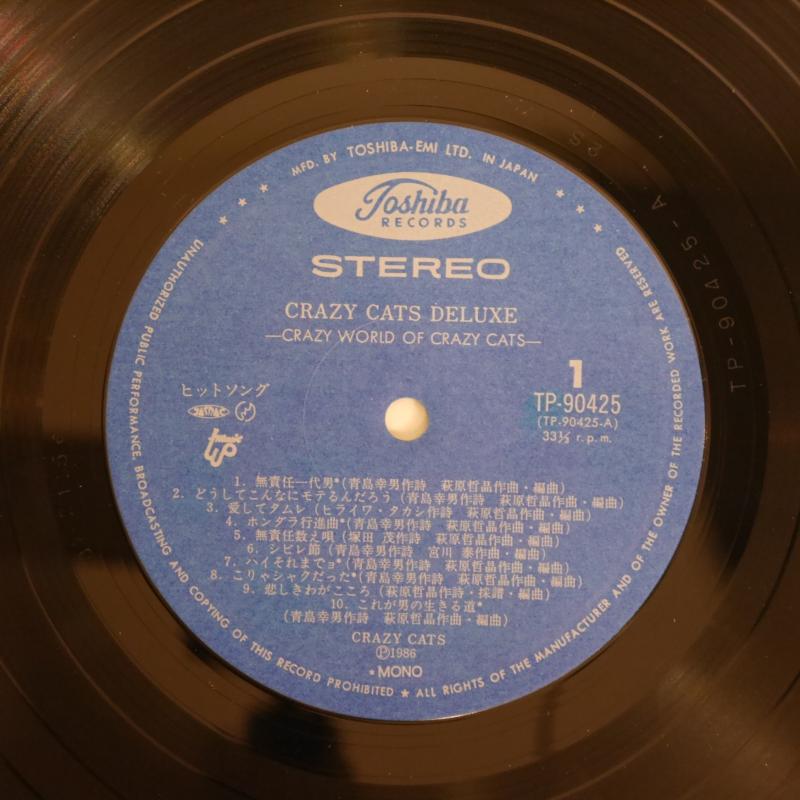 MFD. BY TOSHIBA-EMI LTD. IN JAPAN
Toshiba
RECORDS
STEREO
CRAZY CATS DELUXE
—CRAZY WORLD OF CRAZY CATS—
ヒットソング
JASRAC
1
TP-90425
(TP-90425-A)
33⅓ r.p.m.
1. 無責任一代男*(青島幸男作詩 萩原哲晶作曲・編曲)
2. どうしてこんなにモテるんだろう (青島幸男作詩 萩原哲晶作曲・編曲)
3. 愛してタムレ (ヒライワ・タカシ作詩 萩原哲晶作曲・編曲)
4. ホンダラ行進曲*(青島幸男作詩 萩原哲晶作曲・編曲)
5. 無責任数え唄 (塚田 茂作詩 萩原哲晶作曲・編曲)
6. シビレ節 (青島幸男作詩 宮川 泰作曲・編曲)
7. ハイそれまでョ*(青島幸男作詩 萩原哲晶作曲・編曲)
8. こりゃシャクだった*(青島幸男作詩 萩原哲晶作曲・編曲)
9. 悲しきわがこころ (萩原哲晶作詩・採譜・編曲)
10. これが男の生きる道*
(青島幸男作詩 萩原哲晶作曲・編曲)
CRAZY CATS
Ⓟ1986
*MONO
UNAUTHORIZED PUBLIC PERFORMANCE, BROADCASTING AND COPYING OF THIS RECORD PROHIBITED ★ ALL RIGHTS OF THE MANUFACTURER AND OF THE OWNER OF THE RECORDED WORK ARE RESERVED
TP-90425-A 2S